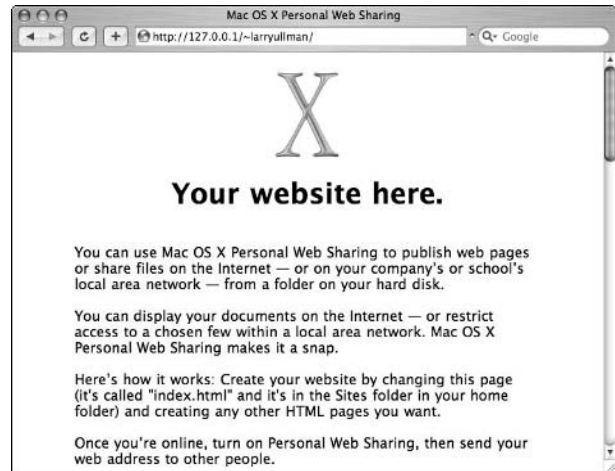 Mac OS X Personal Web Sharing
http://127.0.0.1/~larryullman/
Google
X
Your website here.
You can use Mac OS X Personal Web Sharing to publish web pages
or share files on the Internet — or on your company's or school's
local area network — from a folder on your hard disk.
You can display your documents on the Internet — or restrict
access to a chosen few within a local area network. Mac OS X
Personal Web Sharing makes it a snap.
Here's how it works: Create your website by changing this page
(it's called "index.html" and it's in the Sites folder in your home
folder) and creating any other HTML pages you want.
Once you're online, turn on Personal Web Sharing, then send your
web address to other people.